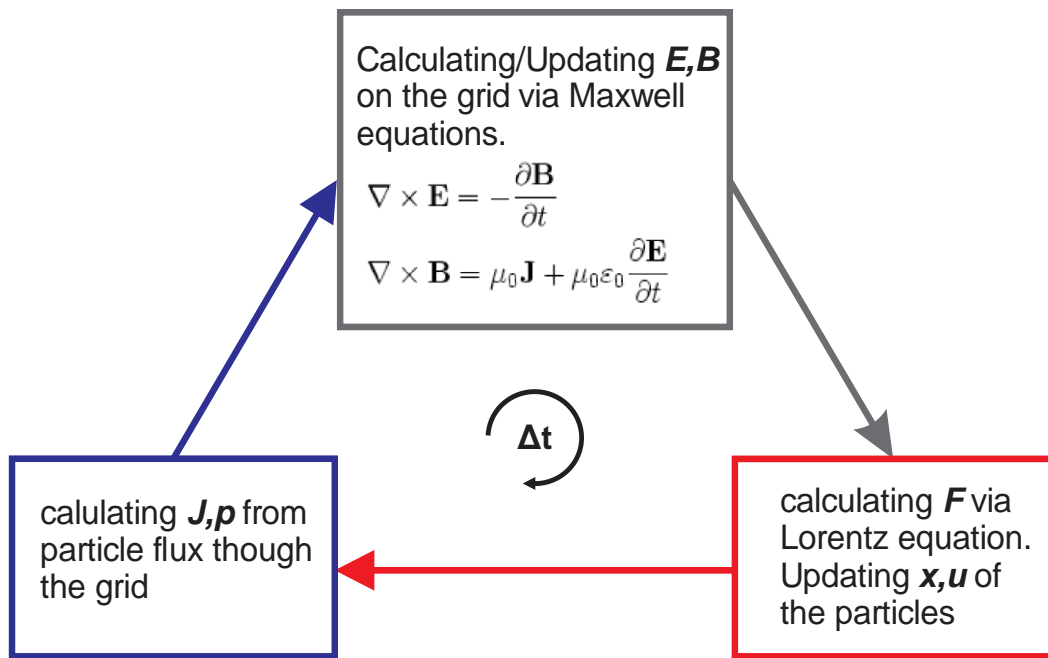 Calculating/Updating E,B
on the grid via Maxwell
equations.
∇ × E = −∂B/∂t
∇ × B = μ₀J + μ₀ε₀ ∂E/∂t
Δt
calulating J,p from
particle flux though
the grid
calculating F via
Lorentz equation.
Updating x,u of
the particles